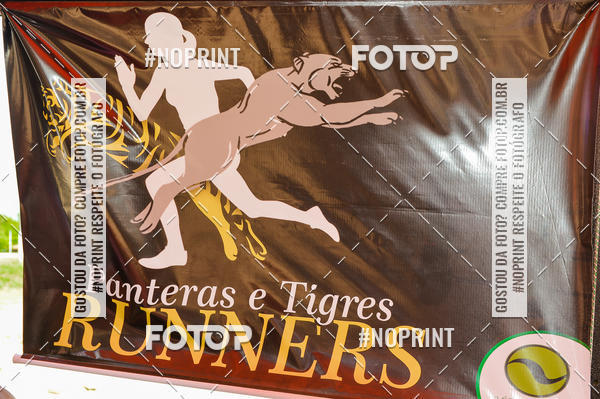 #NOPRINT
FOTOP
GOSTOU DA FOTO? COMPRE FOTOP.COM.BR
#NOPRINT RESPEITE O FOTÓGRAFO
GOSTOU DA FOTO? COMPRE FOTOP.COM.BR
#NOPRINT RESPEITE O FOTÓGRAFO
Panteras e Tigres
RUNNERS
FOTOP
#NOPRINT